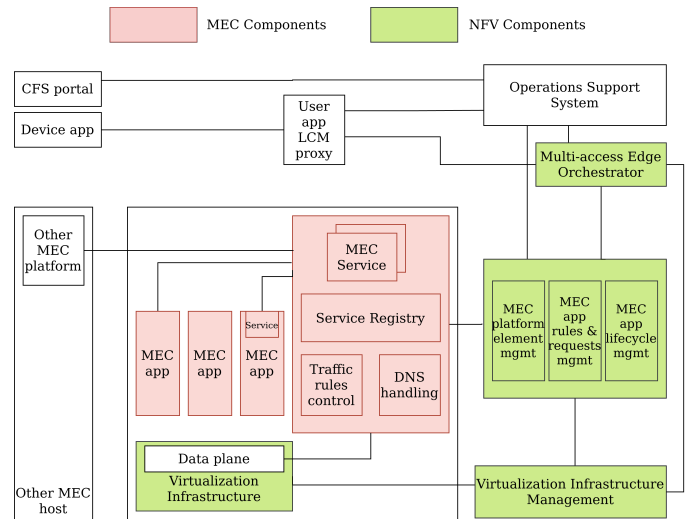 MEC Components
NFV Components
CFS portal
Device app
User
app
LCM
proxy
Operations Support
System
Multi-access Edge
Orchestrator
Other
MEC
platform
MEC
Service
Service Registry
Traffic
rules
control
DNS
handling
MEC
app
MEC
app
Service
MEC
app
MEC
platform
element
mgmt
MEC
app
rules &
requests
mgmt
MEC
app
lifecycle
mgmt
Data plane
Virtualization
Infrastructure
Virtualization Infrastructure
Management
Other MEC
host